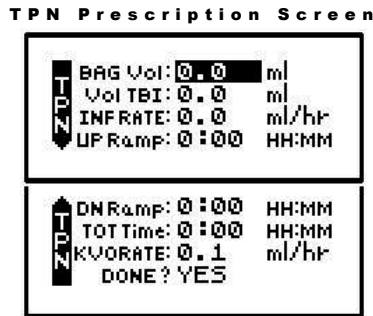 TPN Prescription Screen
TPN
BAG Vol: 0.0 ml
Vol TBI: 0.0 ml
INF RATE: 0.0 ml/hr
UP Ramp: 0:00 HH:MM
TPN
DN Ramp: 0:00 HH:MM
TOT Time: 0:00 HH:MM
KVO RATE: 0.1 ml/hr
DONE? YES